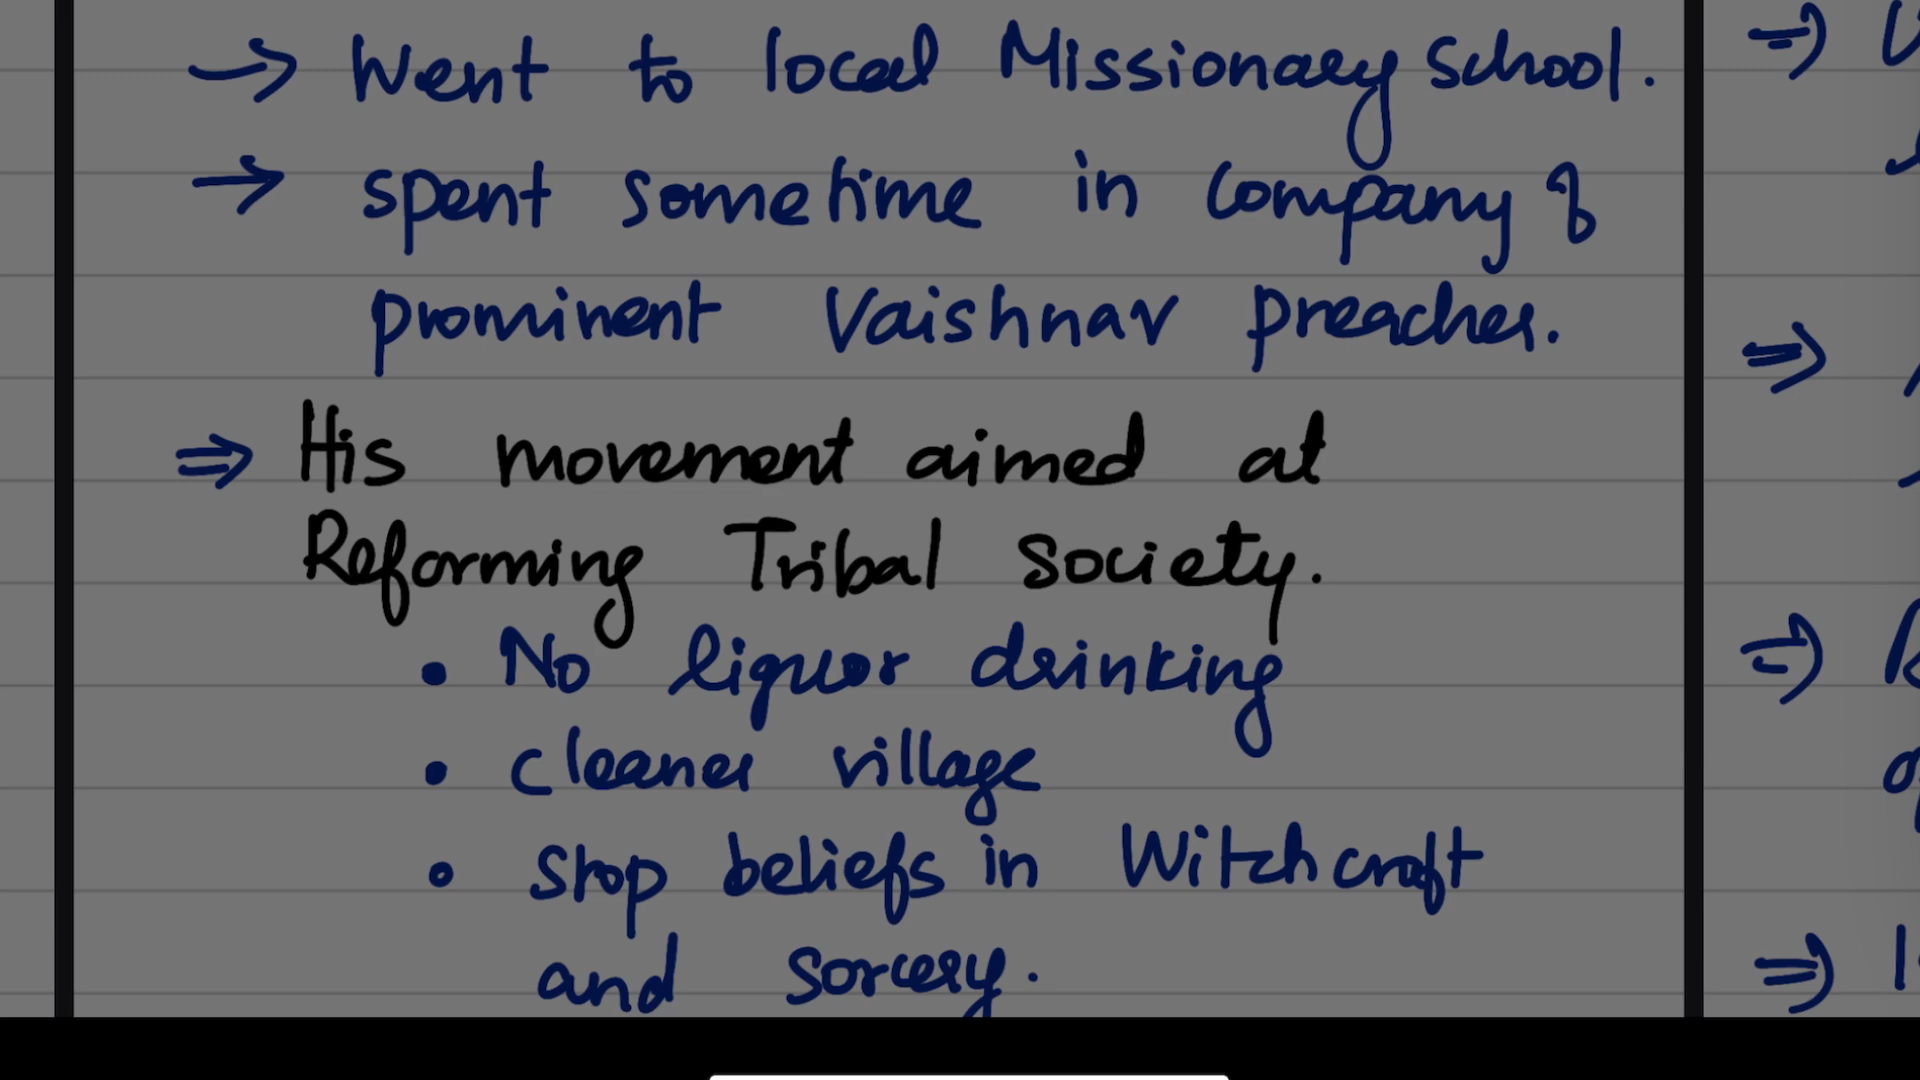 → Went to local Missionary School.
→ spent sometime in company of
prominent Vaishnav preacher.
⇒ His movement aimed at
Reforming Tribal Society.
• No liquor drinking
• cleaner village
• stop beliefs in Witchcraft
and sorcery.